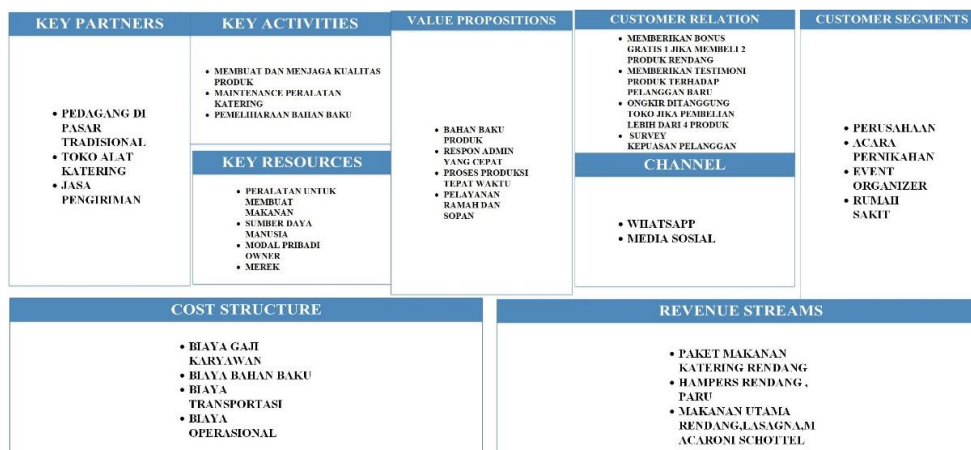 KEY PARTNERS
• PEDAGANG DI
PASAR
TRADISIONAL
• TOKO ALAT
KATERING
• JASA
PENGIRIMAN
KEY ACTIVITIES
• MEMBUAT DAN MENJAGA KUALITAS
PRODUK
• MAINTENANCE PERALATAN
KATERING
• PEMELIHARAAN BAHAN BAKU
KEY RESOURCES
• PERALATAN UNTUK
MEMBUAT
MAKANAN
• SUMBER DAYA
MANUSIA
• MODAL PRIBADI
OWNER
• MEREK
VALUE PROPOSITIONS
• BAHAN BAKU
PRODUK
• RESPON ADMIN
YANG CEPAT
• PROSES PRODUKSI
TEPAT WAKTU
• PELAYANAN
RAMAH DAN
SOPAN
CUSTOMER RELATION
• MEMBERIKAN BONUS
GRATIS 1 JIKA MEMBELI 2
PRODUK RENDANG
• MEMBERIKAN TESTIMONI
PRODUK TERHADAP
PELANGGAN BARU
• ONGKIR DITANGGUNG
TOKO JIKA PEMBELIAN
LEBIH DARI 4 PRODUK
• SURVEY
KEPUASAN PELANGGAN
CHANNEL
• WHATSAPP
• MEDIA SOSIAL
CUSTOMER SEGMENTS
• PERUSAHAAN
• ACARA
PERNIKAHAN
• EVENT
ORGANIZER
• RUMAH
SAKIT
COST STRUCTURE
• BIAYA GAJI
KARYAWAN
• BIAYA BAHAN BAKU
• BIAYA
TRANSPORTASI
• BIAYA
OPERASIONAL
REVENUE STREAMS
• PAKET MAKANAN
KATERING RENDANG
• HAMPERS RENDANG ,
PARU
• MAKANAN UTAMA
RENDANG,LASAGNA,M
ACARONI SCHOTTEL